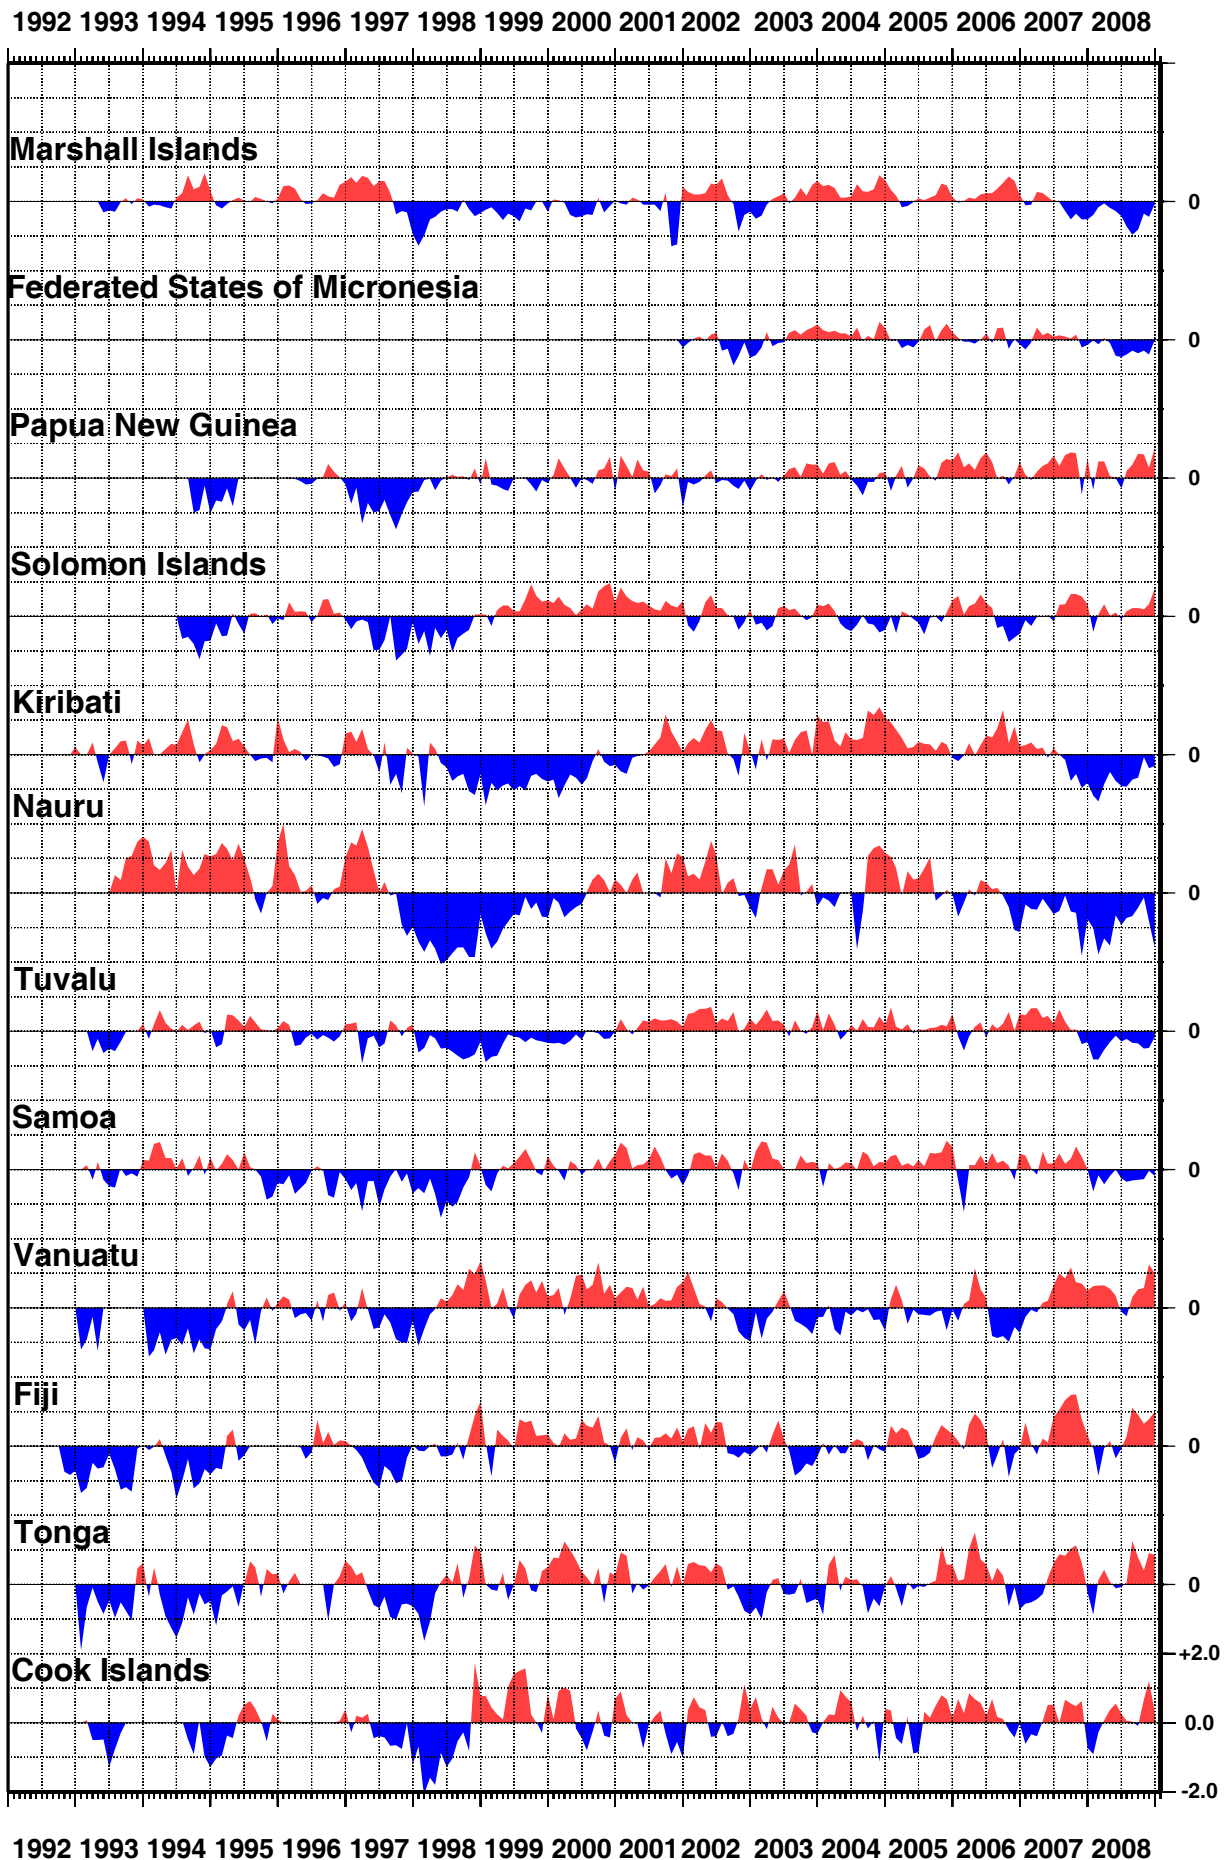 1992 1993 1994 1995 1996 1997 1998 1999 2000 2001 2002 2003 2004 2005 2006 2007 2008
Marshall Islands
0
Federated States of Micronesia
0
Papua New Guinea
0
Solomon Islands
0
Kiribati
0
Nauru
0
Tuvalu
0
Samoa
0
Vanuatu
0
Fiji
0
Tonga
0
+2.0
Cook Islands
0.0
-2.0
1992 1993 1994 1995 1996 1997 1998 1999 2000 2001 2002 2003 2004 2005 2006 2007 2008